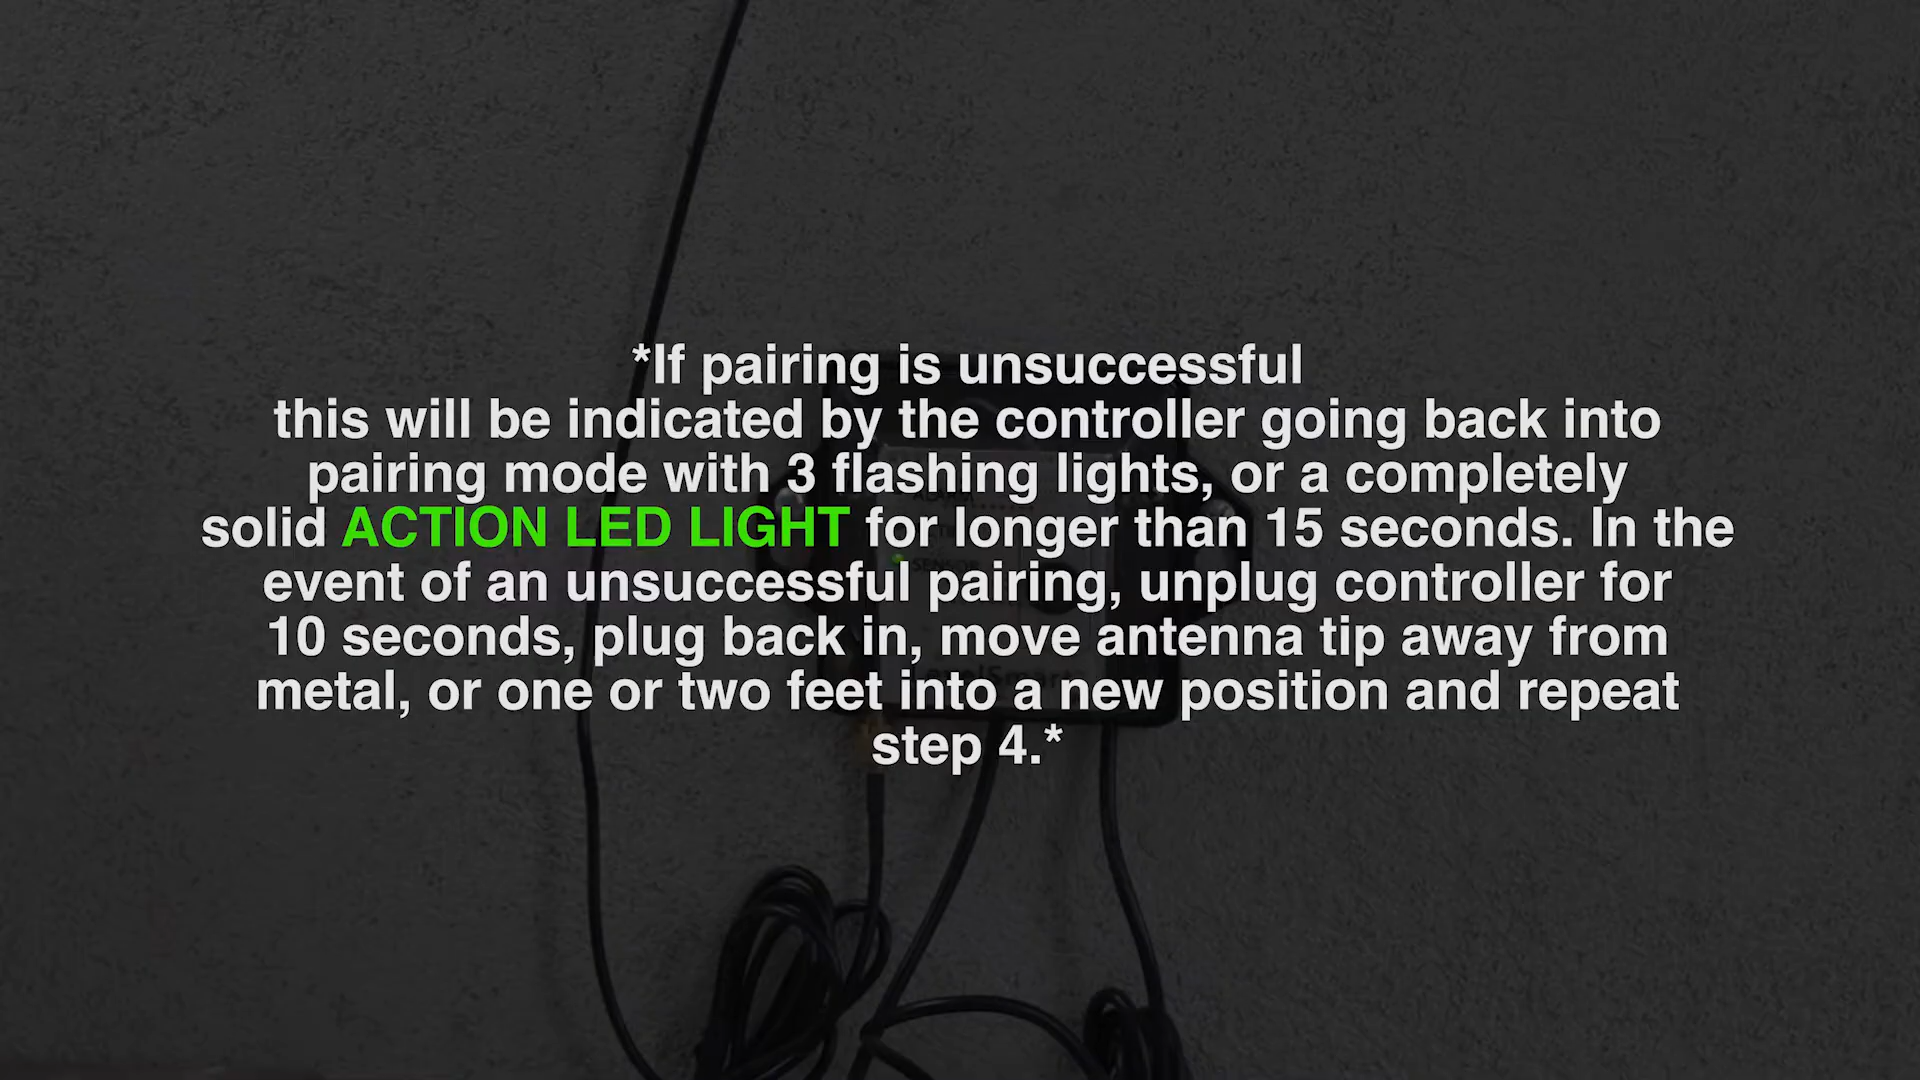 *If pairing is unsuccessful
this will be indicated by the controller going back into
pairing mode with 3 flashing lights, or a completely
solid ACTION LED LIGHT for longer than 15 seconds. In the
event of an unsuccessful pairing, unplug controller for
10 seconds, plug back in, move antenna tip away from
metal, or one or two feet into a new position and repeat
step 4.*